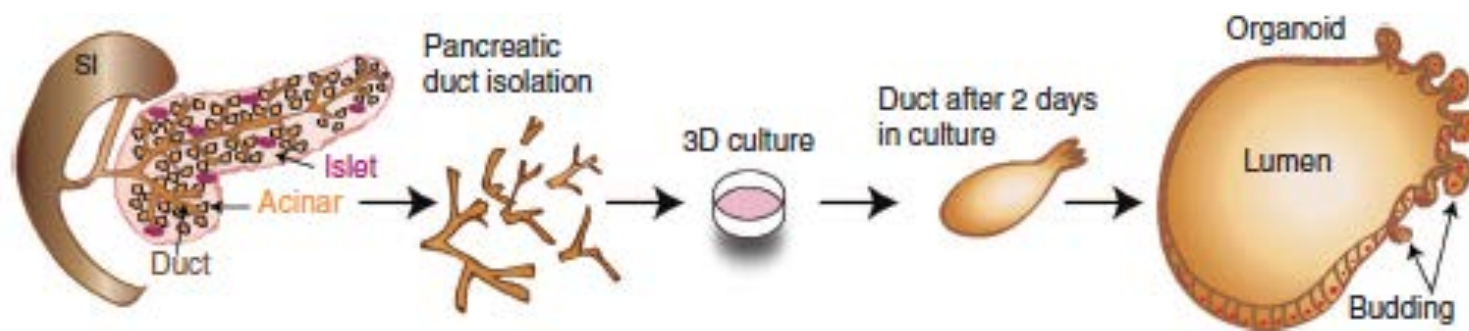 SI
Islet
Acinar
Duct
Pancreatic
duct isolation
3D culture
Duct after 2 days
in culture
Organoid
Lumen
Budding